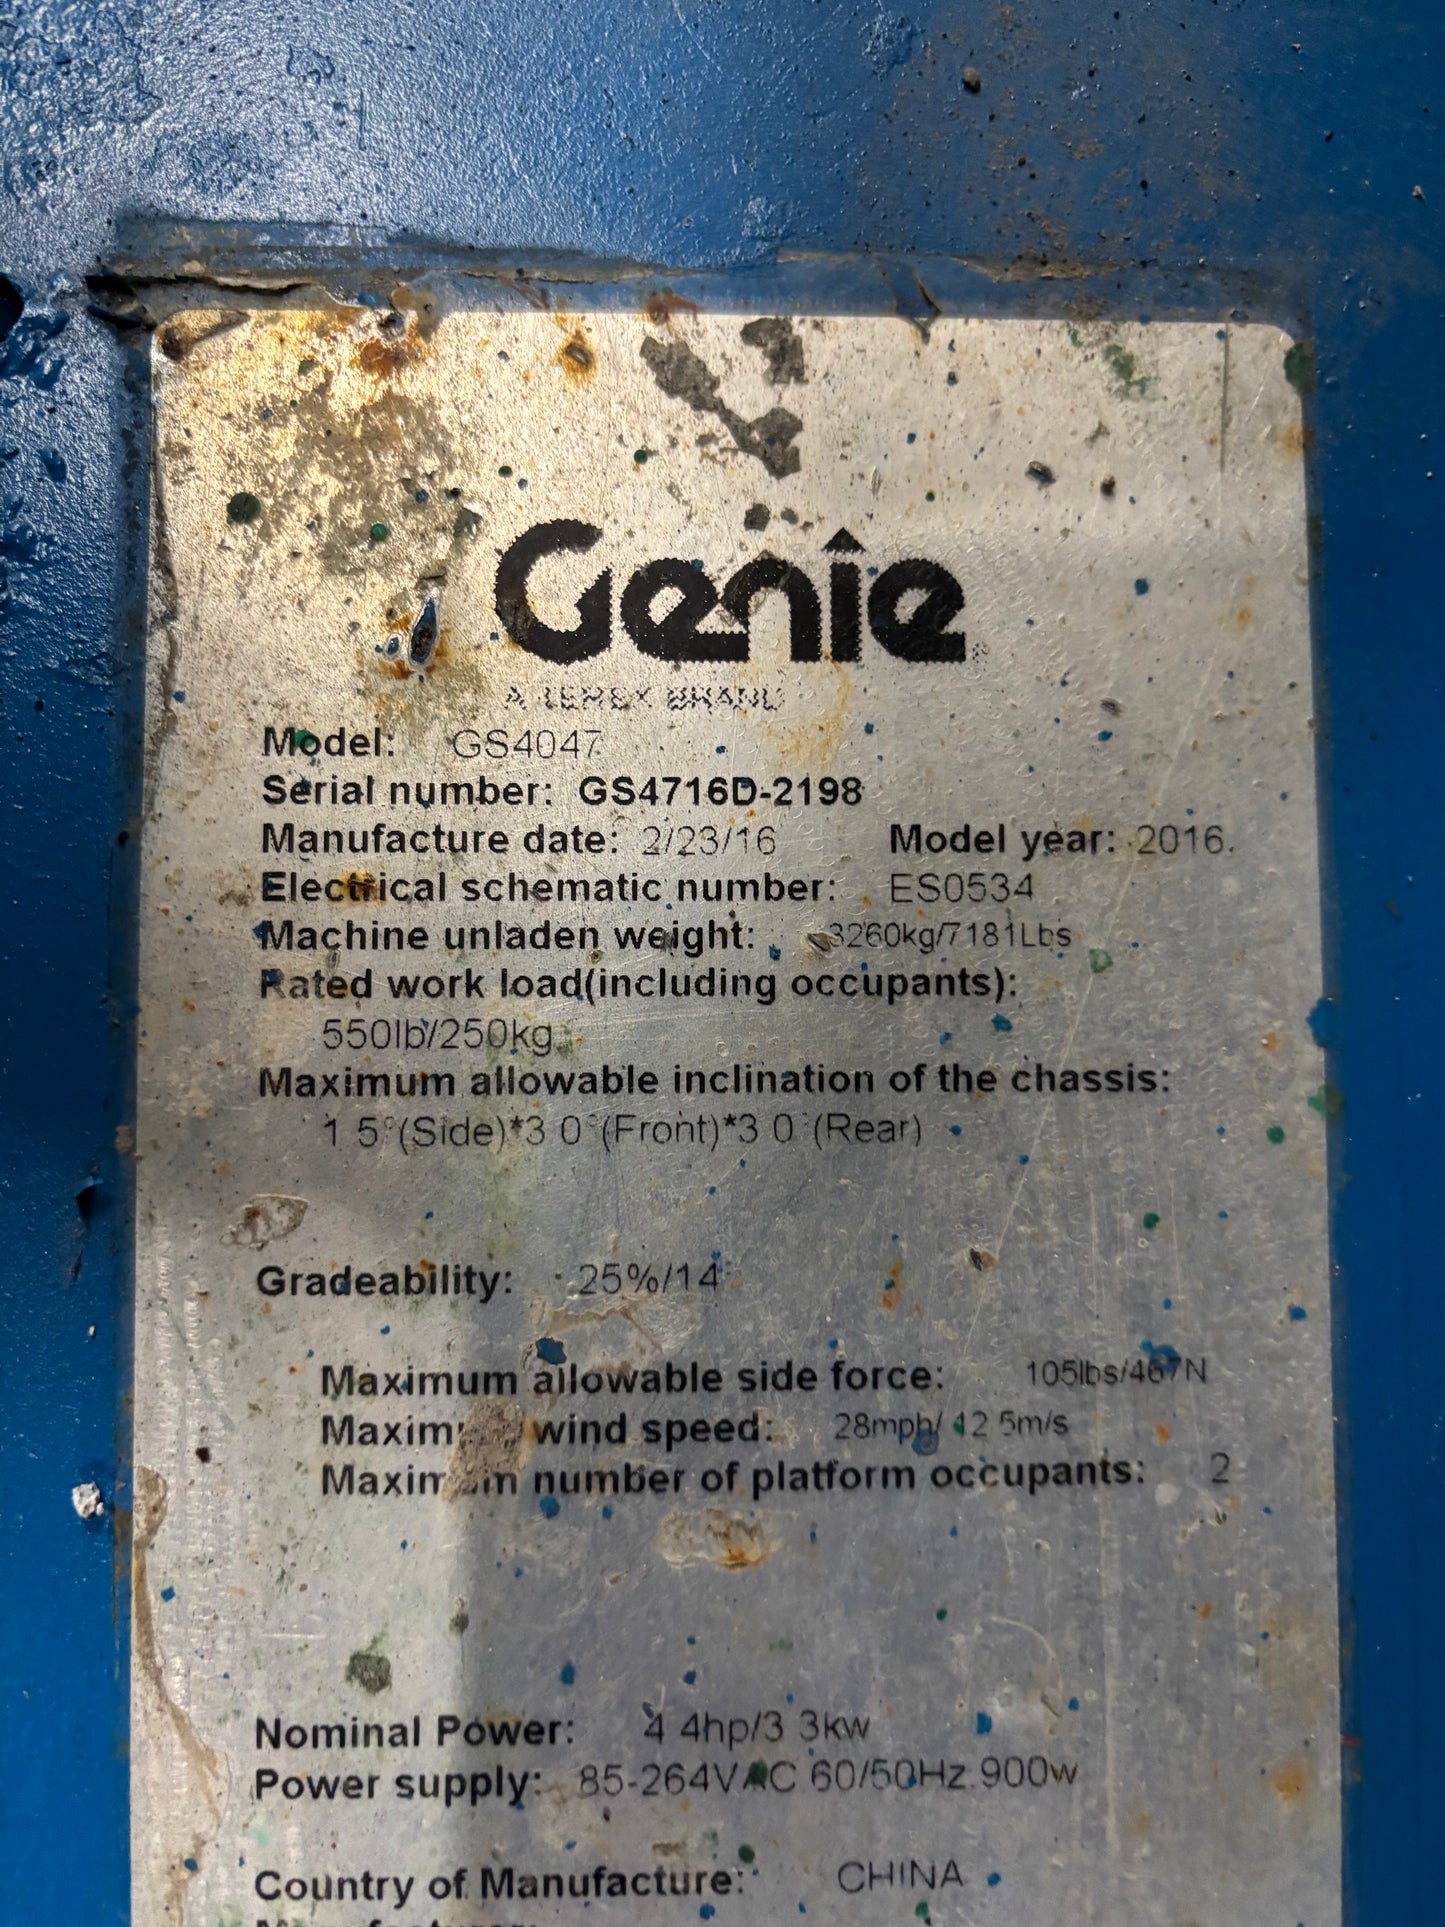 Genie
A TEREX BRAND
Model: GS4047
Serial number: GS4716D-2198
Manufacture date: 2/23/16 Model year: 2016.
Electrical schematic number: ES0534
Machine unladen weight: 3260kg/7181Lbs
Rated work load(including occupants):
550lb/250kg
Maximum allowable inclination of the chassis:
1 5°(Side)*3 0°(Front)*3 0°(Rear)
Gradeability: 25%/14°
Maximum allowable side force: 105lbs/467N
Maximum wind speed: 28mph/ 12 5m/s
Maximum number of platform occupants: 2
Nominal Power: 4 4hp/3 3kw
Power supply: 85-264VAC 60/50Hz 900w
Country of Manufacture: CHINA